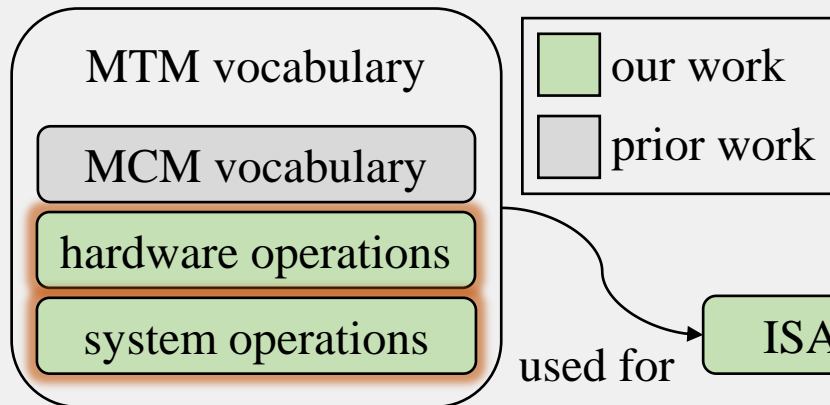 MTM vocabulary
MCM vocabulary
hardware operations
system operations
our work
prior work
used for
ISA